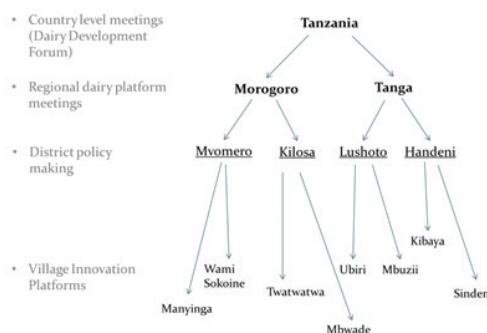 • Country level meetings
(Dairy Development
Forum)
• Regional dairy platform
meetings
• District policy
making
• Village Innovation
Platforms
Tanzania
Morogoro Tanga
Mvomero Kilosa Lushoto Handeni
Kibaya
Wami
Sokoine
Ubiri Mbuzii
Twatwatwa
Sinden
Manyinga
Mbwade